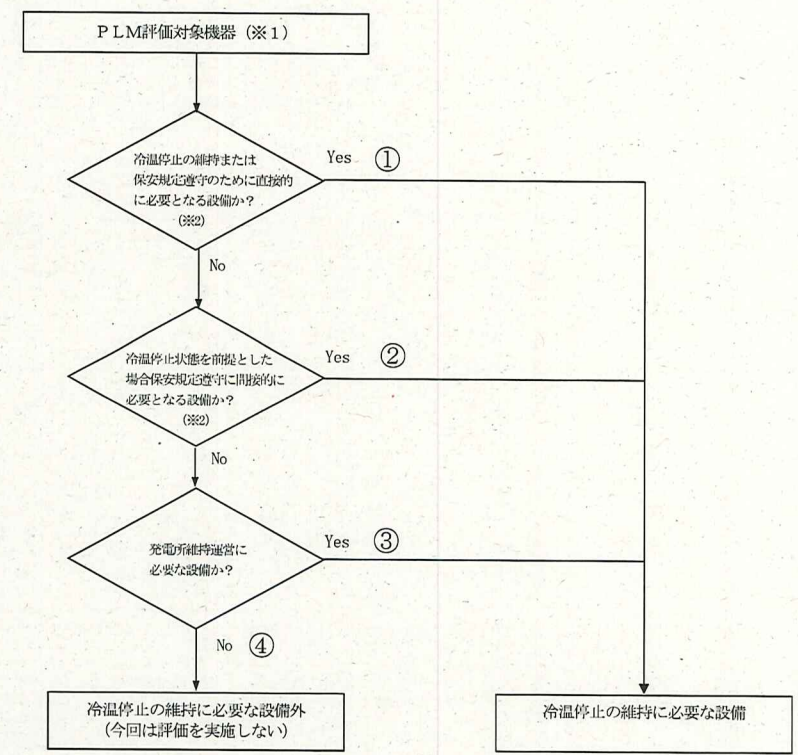 PLM評価対象機器(※1)
冷温停止の維持または
保安規定遵守のために直接的
に必要となる設備か?
(※2)
Yes ①
No
冷温停止状態を前提とした
場合保安規定遵守に間接的に
必要となる設備か?
(※2)
Yes ②
No
発電所維持運営に
必要な設備か?
Yes ③
No ④
冷温停止の維持に必要な設備外
(今回は評価を実施しない)
冷温停止の維持に必要な設備